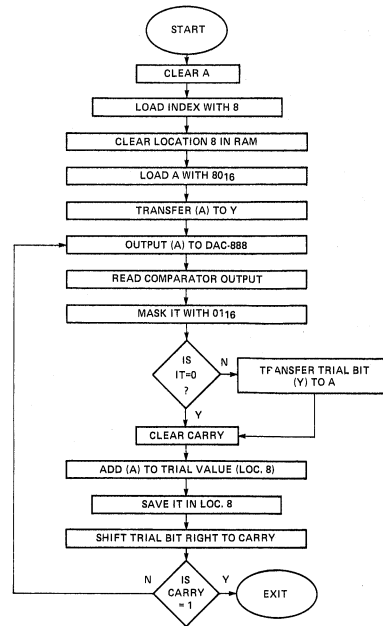 START
CLEAR A
LOAD INDEX WITH 8
CLEAR LOCATION 8 IN RAM
LOAD A WITH 80₁₆
TRANSFER (A) TO Y
OUTPUT (A) TO DAC-888
READ COMPARATOR OUTPUT
MASK IT WITH 01₁₆
IS
IT=0
?
N
TRANSFER TRIAL BIT
(Y) TO A
Y
CLEAR CARRY
ADD (A) TO TRIAL VALUE (LOC. 8)
SAVE IT IN LOC. 8
SHIFT TRIAL BIT RIGHT TO CARRY
N
IS
CARRY
= 1
Y
EXIT